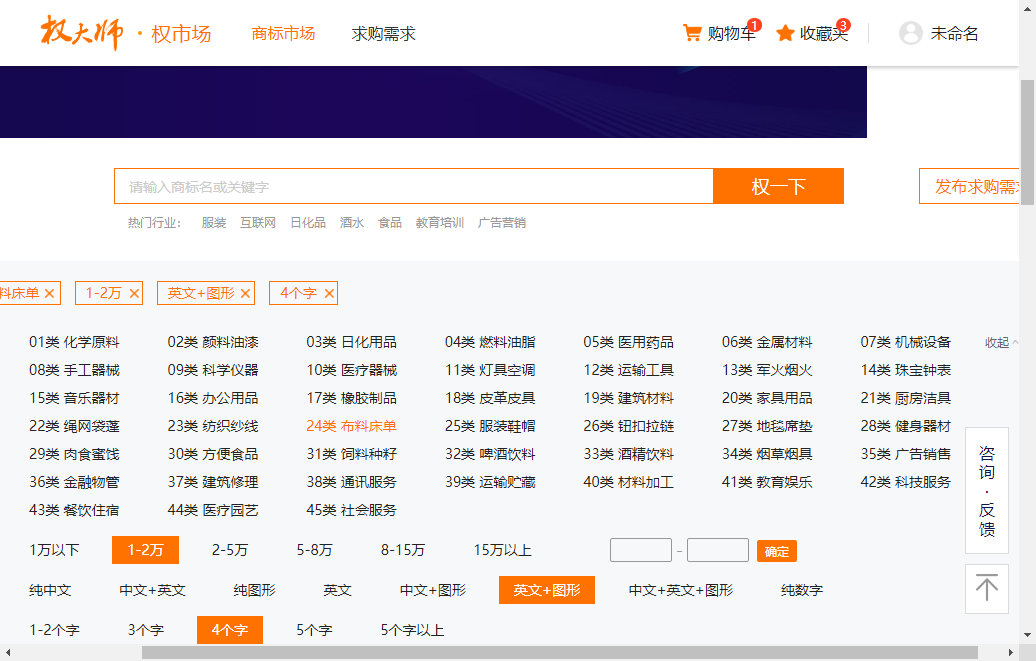 权大师 · 权市场 商标市场 求购需求 购物车 1 收藏夹 3 未命名
请输入商标名或关键字 权一下 发布求购需求
热门行业： 服装 互联网 日化品 酒水 食品 教育培训 广告营销
料床单 × 1-2万 × 英文+图形 × 4个字 ×
01类 化学原料 02类 颜料油漆 03类 日化用品 04类 燃料油脂 05类 医用药品 06类 金属材料 07类 机械设备 收起
08类 手工器械 09类 科学仪器 10类 医疗器械 11类 灯具空调 12类 运输工具 13类 军火烟火 14类 珠宝钟表
15类 音乐器材 16类 办公用品 17类 橡胶制品 18类 皮革皮具 19类 建筑材料 20类 家具用品 21类 厨房洁具
22类 绳网袋蓬 23类 纺织纱线 24类 布料床单 25类 服装鞋帽 26类 钮扣拉链 27类 地毯席垫 28类 健身器材
29类 肉食蜜饯 30类 方便食品 31类 饲料种籽 32类 啤酒饮料 33类 酒精饮料 34类 烟草烟具 35类 广告销售
36类 金融物管 37类 建筑修理 38类 通讯服务 39类 运输贮藏 40类 材料加工 41类 教育娱乐 42类 科技服务
43类 餐饮住宿 44类 医疗园艺 45类 社会服务
1万以下 1-2万 2-5万 5-8万 8-15万 15万以上 - 确定
纯中文 中文+英文 纯图形 英文 中文+图形 英文+图形 中文+英文+图形 纯数字
1-2个字 3个字 4个字 5个字 5个字以上
咨询·反馈